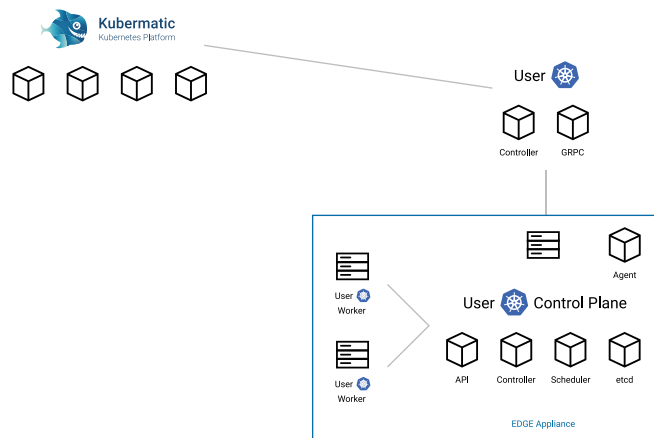 Kubermatic
Kubernetes Platform
User
Controller GRPC
Agent
User
Worker
User Control Plane
API Controller Scheduler etcd
User
Worker
EDGE Appliance